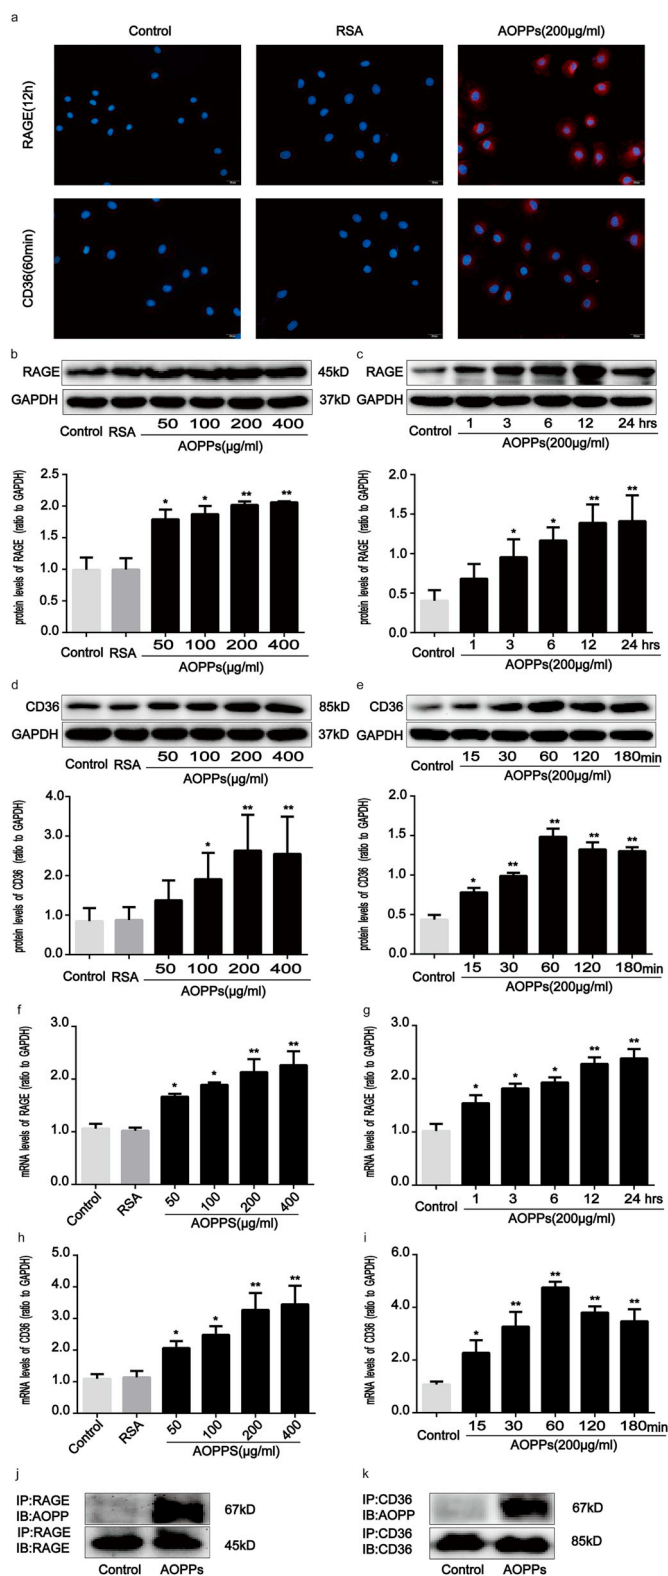 a
Control RSA AOPPs(200μg/ml)
RAGE(12h)
CD36(60min)
b
RAGE 45kD
GAPDH 37kD
Control RSA 50 100 200 400
AOPPs(μg/ml)
protein levels of RAGE (ratio to GAPDH)
2.5
2.0
1.5
1.0
0.5
0.0
* * ** **
Control RSA 50 100 200 400
AOPPs(μg/ml)
c
RAGE
GAPDH
Control 1 3 6 12 24 hrs
AOPPs(200μg/ml)
protein levels of RAGE (ratio to GAPDH)
2.0
1.5
1.0
0.5
0.0
* * ** **
Control 1 3 6 12 24 hrs
AOPPs(200μg/ml)
d
CD36 85kD
GAPDH 37kD
Control RSA 50 100 200 400
AOPPs(μg/ml)
protein levels of CD36 (ratio to GAPDH)
4.0
3.0
2.0
1.0
0.0
* ** **
Control RSA 50 100 200 400
AOPPs(μg/ml)
e
CD36
GAPDH
Control 15 30 60 120 180min
AOPPs(200μg/ml)
protein levels of CD36 (ratio to GAPDH)
2.0
1.5
1.0
0.5
0.0
* ** ** ** **
Control 15 30 60 120 180min
AOPPs(200μg/ml)
f
mRNA levels of RAGE (ratio to GAPDH)
3.0
2.0
1.0
0.0
* * ** **
Control RSA 50 100 200 400
AOPPS(μg/ml)
g
mRNA levels of RAGE (ratio to GAPDH)
3.0
2.0
1.0
0.0
* * * ** **
Control 1 3 6 12 24 hrs
AOPPs(200μg/ml)
h
mRNA levels of CD36 (ratio to GAPDH)
5.0
4.0
3.0
2.0
1.0
0.0
* * ** **
Control RSA 50 100 200 400
AOPPS(μg/ml)
i
mRNA levels of CD36 (ratio to GAPDH)
6.0
4.0
2.0
0.0
* ** ** ** **
Control 15 30 60 120 180min
AOPPs(200μg/ml)
j
IP:RAGE
IB:AOPP 67kD
IP:RAGE
IB:RAGE 45kD
Control AOPPs
k
IP:CD36
IB:AOPP 67kD
IP:CD36
IB:CD36 85kD
Control AOPPs